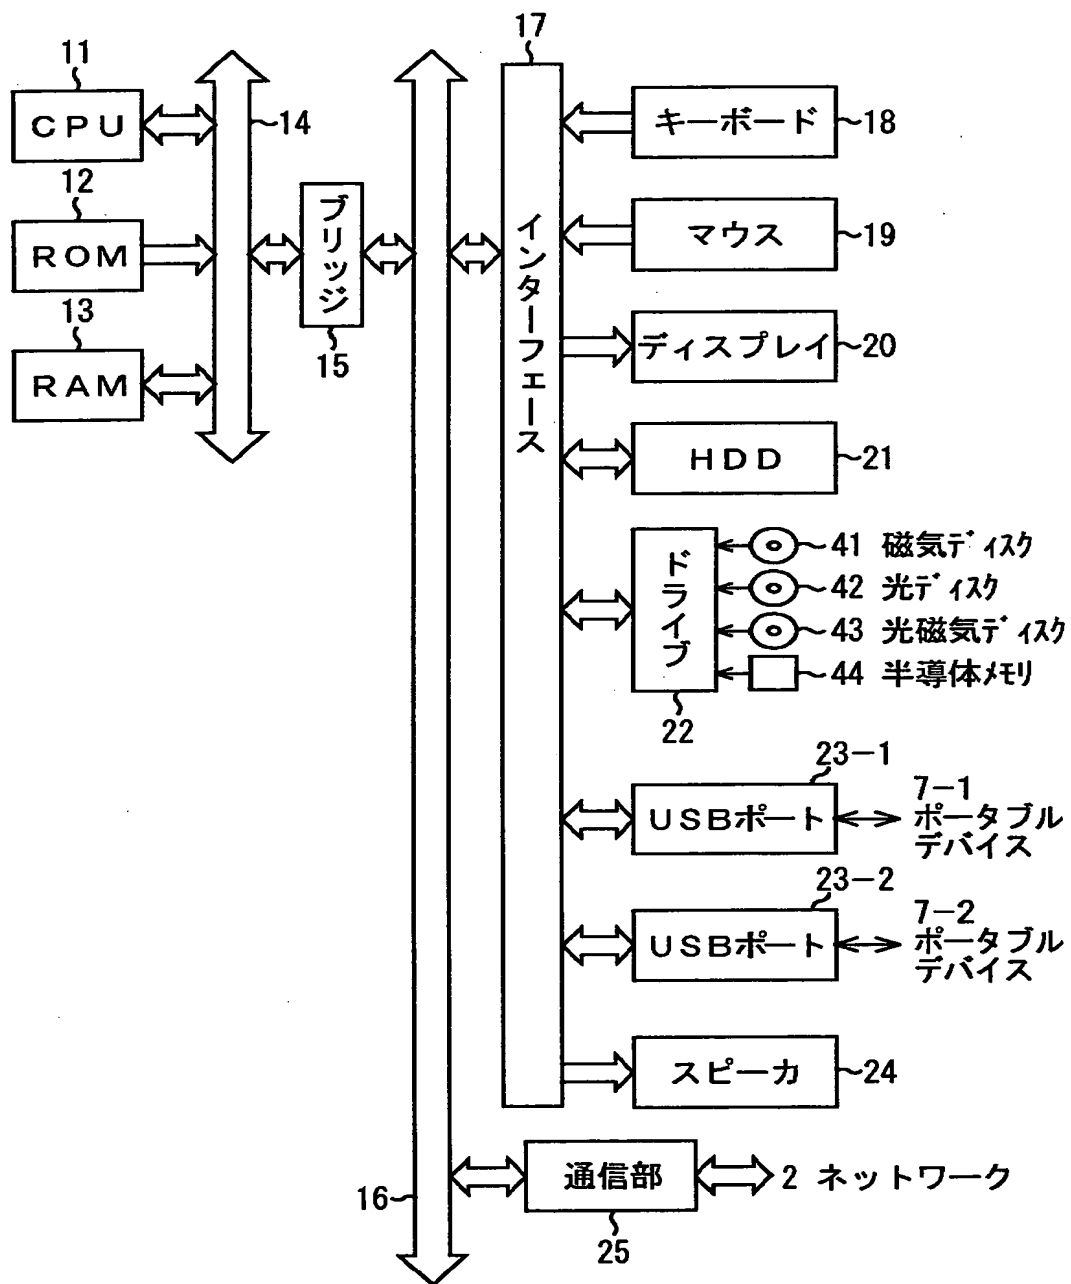 17
11
CPU
14
キーボード
18
12
ROM
ブリッジ
15
マウス
19
13
RAM
インターフェース
ディスプレイ
20
HDD
21
ドライブ
22
41 磁気ディスク
42 光ディスク
43 光磁気ディスク
44 半導体メモリ
23-1
USBポート
7-1
ポータブル
デバイス
23-2
USBポート
7-2
ポータブル
デバイス
スピーカ
24
16
通信部
25
2 ネットワーク